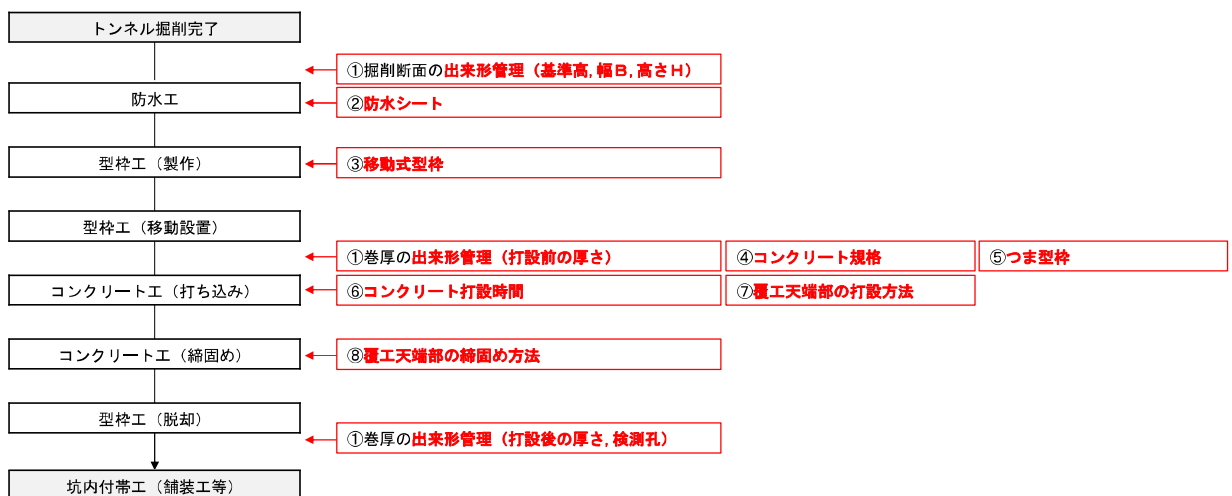 トンネル掘削完了
①掘削断面の出来形管理（基準高,幅Ｂ,高さＨ）
防水工
②防水シート
型枠工（製作）
③移動式型枠
型枠工（移動設置）
①巻厚の出来形管理（打設前の厚さ）
④コンクリート規格
⑤つま型枠
コンクリート工（打ち込み）
⑥コンクリート打設時間
⑦覆工天端部の打設方法
コンクリート工（締固め）
⑧覆工天端部の締固め方法
型枠工（脱却）
①巻厚の出来形管理（打設後の厚さ,検測孔）
坑内付帯工（舗装工等）